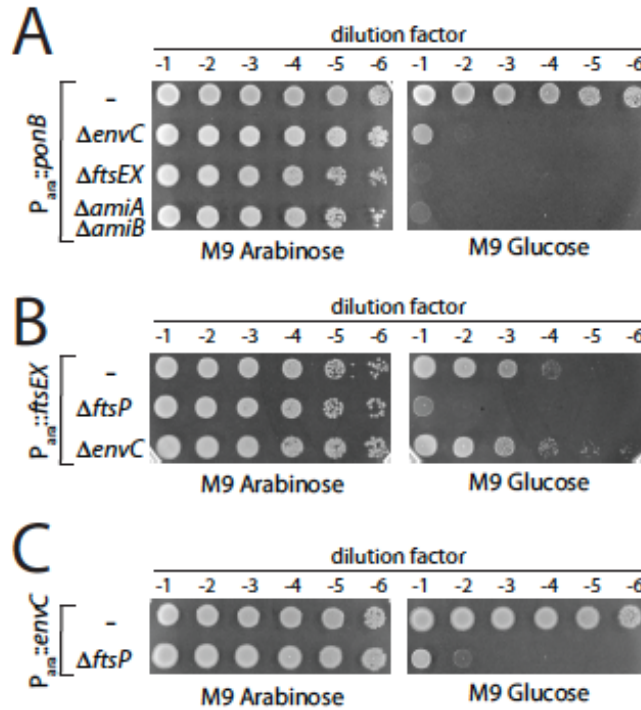 A
dilution factor
-1 -2 -3 -4 -5 -6 -1 -2 -3 -4 -5 -6
Para::ponB
–
ΔenvC
ΔftsEX
ΔamiA
ΔamiB
M9 Arabinose M9 Glucose
B
dilution factor
-1 -2 -3 -4 -5 -6 -1 -2 -3 -4 -5 -6
Para::ftsEX
–
ΔftsP
ΔenvC
M9 Arabinose M9 Glucose
C
dilution factor
-1 -2 -3 -4 -5 -6 -1 -2 -3 -4 -5 -6
Para::envC
–
ΔftsP
M9 Arabinose M9 Glucose